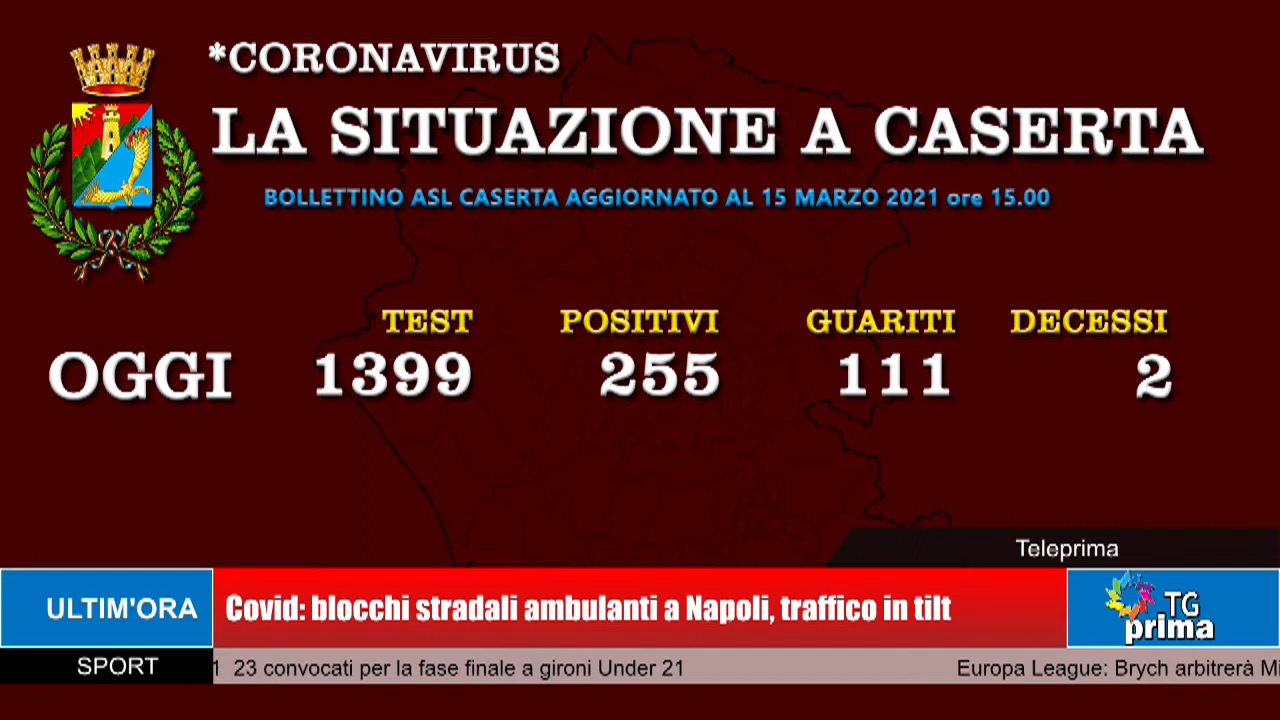 *CORONAVIRUS
LA SITUAZIONE A CASERTA
BOLLETTINO ASL CASERTA AGGIORNATO AL 15 MARZO 2021 ore 15.00
TEST POSITIVI GUARITI DECESSI
OGGI 1399 255 111 2
Teleprima
ULTIM'ORA Covid: blocchi stradali ambulanti a Napoli, traffico in tilt
TG
prima
SPORT 1 23 convocati per la fase finale a gironi Under 21 Europa League: Brych arbitrerà Mi